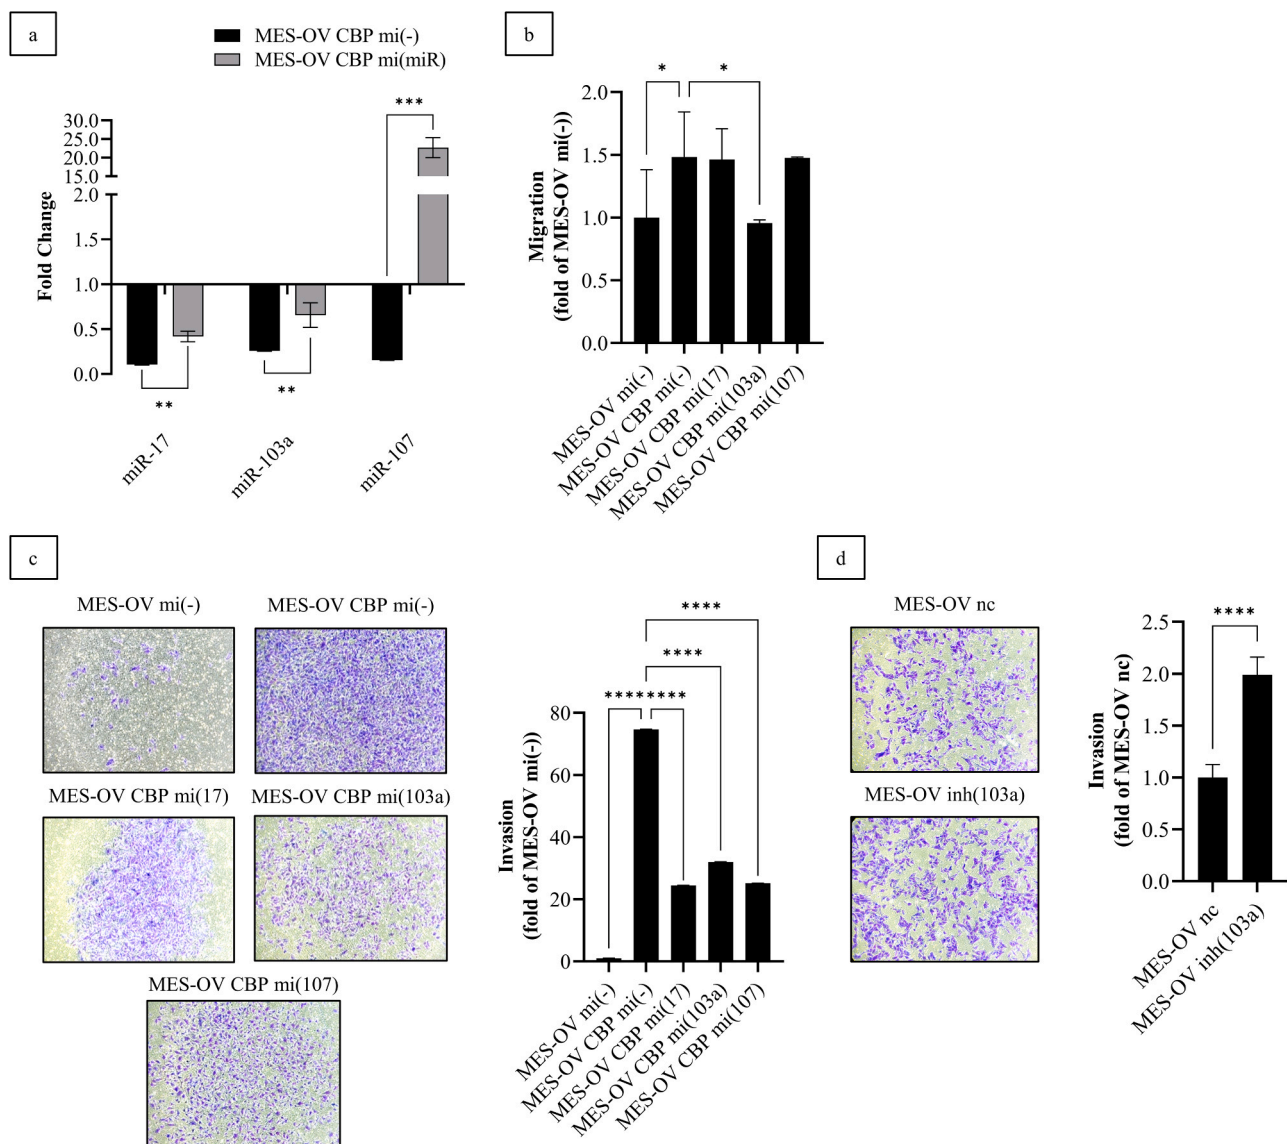 a
MES-OV CBP mi(-)
MES-OV CBP mi(miR)
Fold Change
30.0
25.0
20.0
15.0
2.0
1.5
1.0
0.5
0.0
***
**
**
miR-17
miR-103a
miR-107
b
Migration
(fold of MES-OV mi(-))
2.0
1.5
1.0
0.5
0.0
*
*
MES-OV mi(-)
MES-OV CBP mi(-)
MES-OV CBP mi(17)
MES-OV CBP mi(103a)
MES-OV CBP mi(107)
c
MES-OV mi(-)
MES-OV CBP mi(-)
MES-OV CBP mi(17)
MES-OV CBP mi(103a)
MES-OV CBP mi(107)
Invasion
(fold of MES-OV mi(-))
80
60
40
20
0
****
****
********
MES-OV mi(-)
MES-OV CBP mi(-)
MES-OV CBP mi(17)
MES-OV CBP mi(103a)
MES-OV CBP mi(107)
d
MES-OV nc
MES-OV inh(103a)
Invasion
(fold of MES-OV nc)
2.5
2.0
1.5
1.0
0.5
0.0
****
MES-OV nc
MES-OV inh(103a)